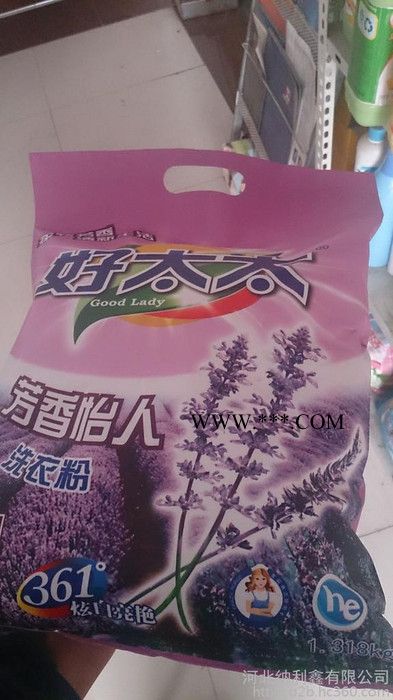 好太太
Good Lady
芳香怡人
WWW.***.COM
洗衣粉
361°
炫白亮艳
he
1.318kg
河北纳利鑫有限公司